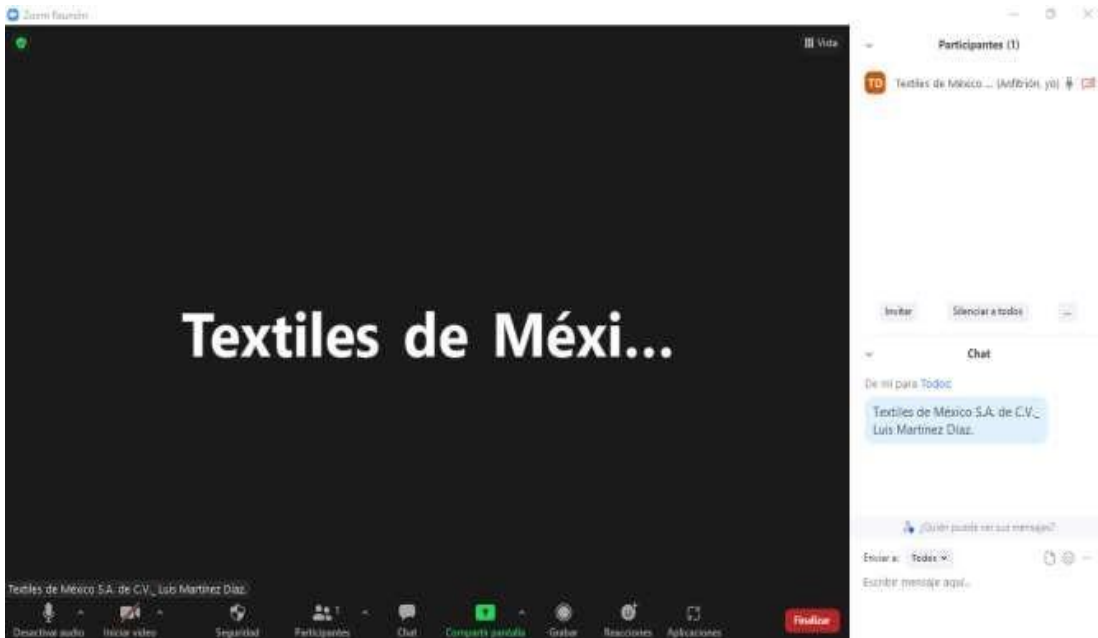 Zoom Reunión
Vista
Participantes (1)
TD
Textiles de México ... (Anfitrión, yo)
Textiles de Méxi...
Invitar
Silenciar a todos
...
Chat
De mi para Todos:
Textiles de México S.A. de C.V._
Luis Martínez Díaz.
¿Quién puede ver sus mensajes?
Enviar a: Todos
Escribir mensaje aquí...
Textiles de México S.A. de C.V._ Luis Martínez Díaz.
Desactivar audio
Iniciar video
Seguridad
Participantes
1
Chat
Compartir pantalla
Grabar
Reacciones
Aplicaciones
Finalizar